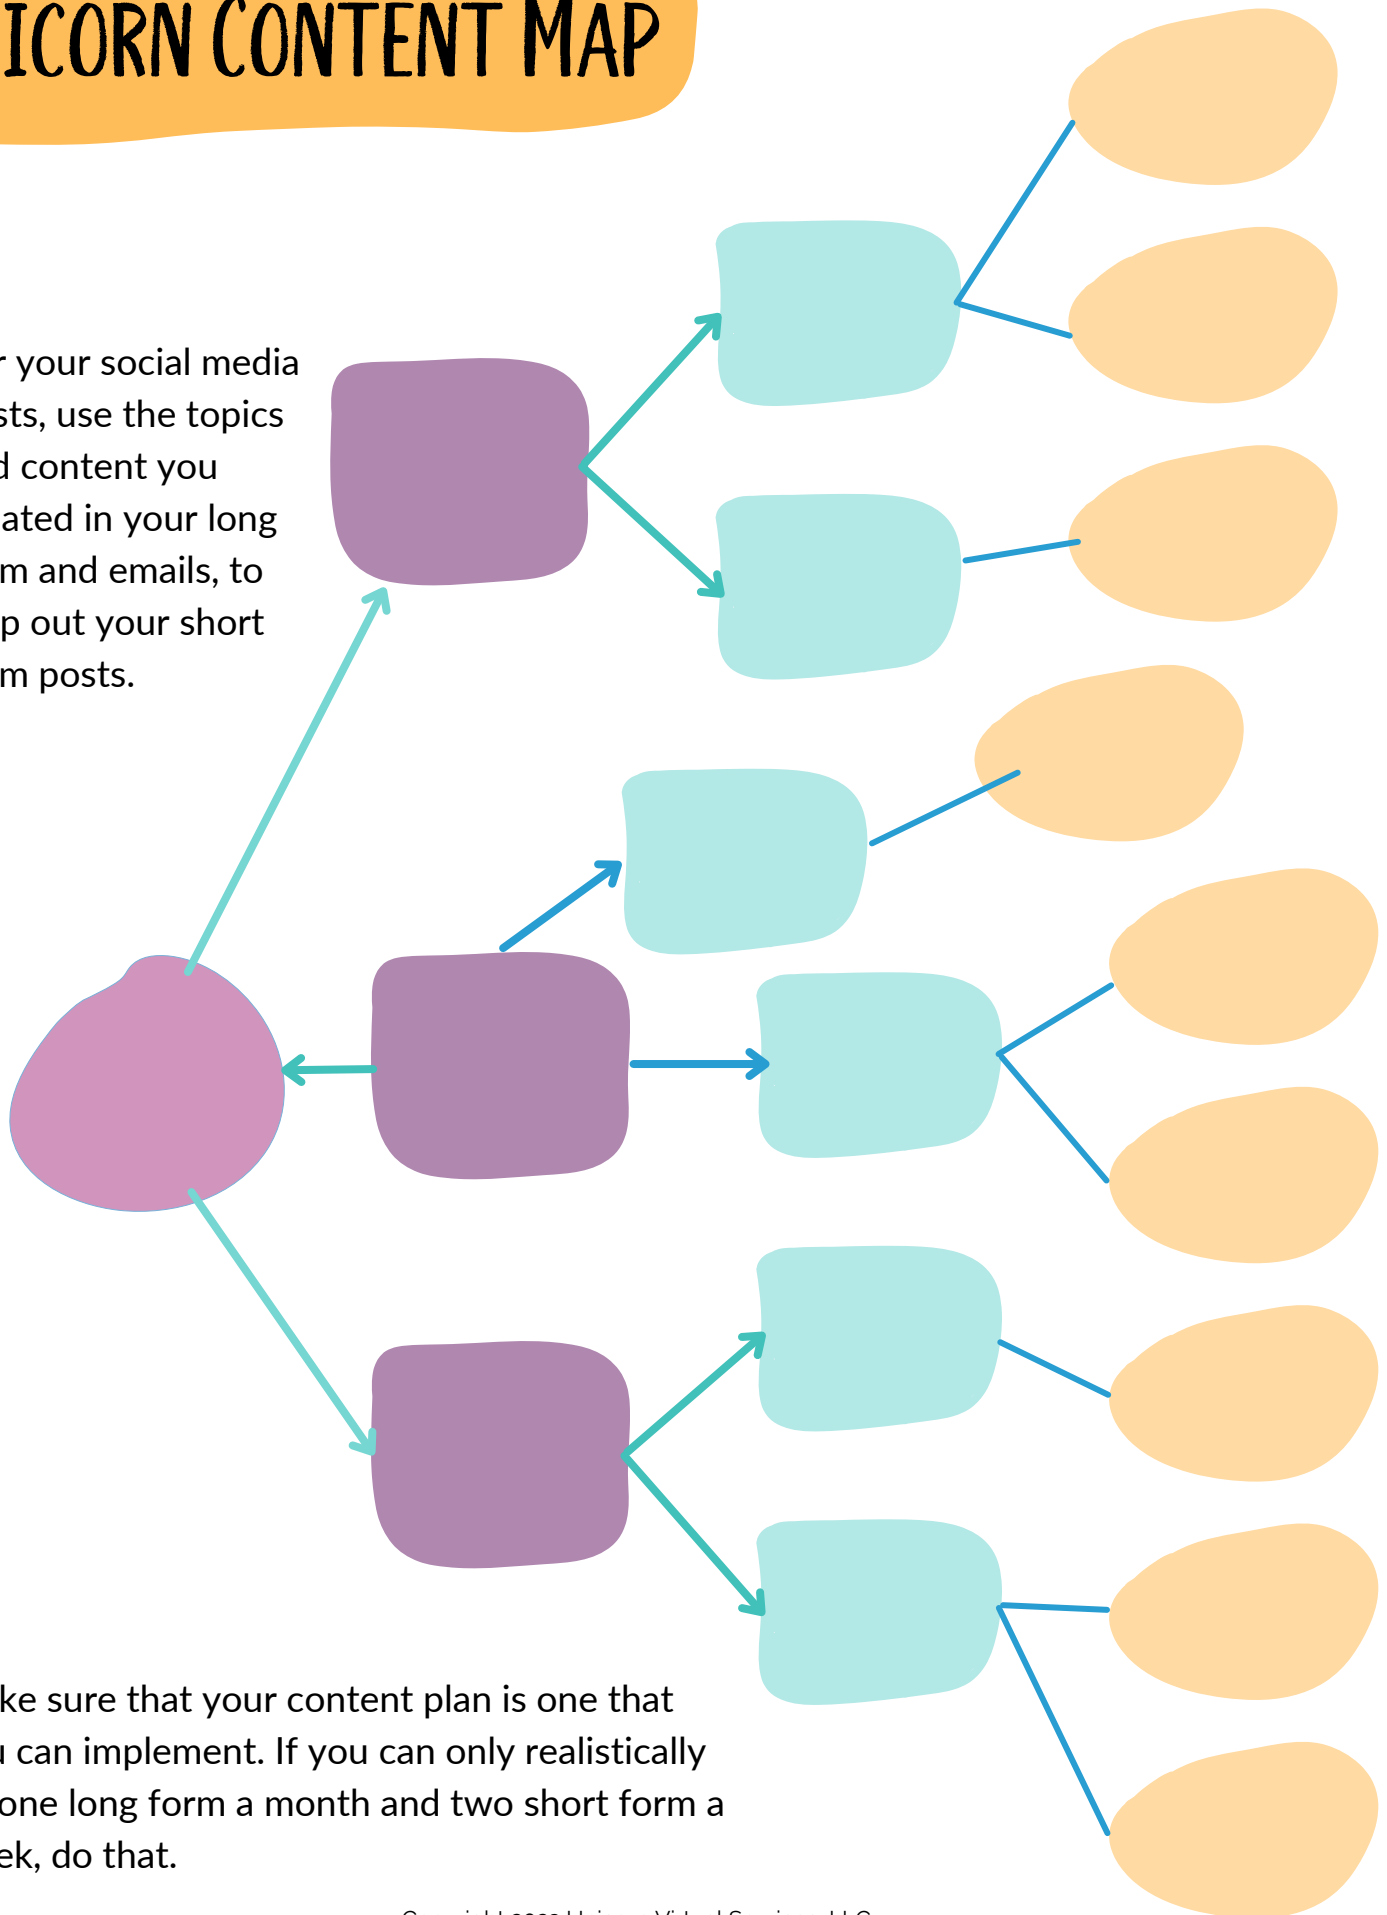 ICORN CONTENT MAP
r your social media
sts, use the topics
d content you
ated in your long
m and emails, to
p out your short
m posts.
ke sure that your content plan is one that
u can implement. If you can only realistically
one long form a month and two short form a
ek, do that.